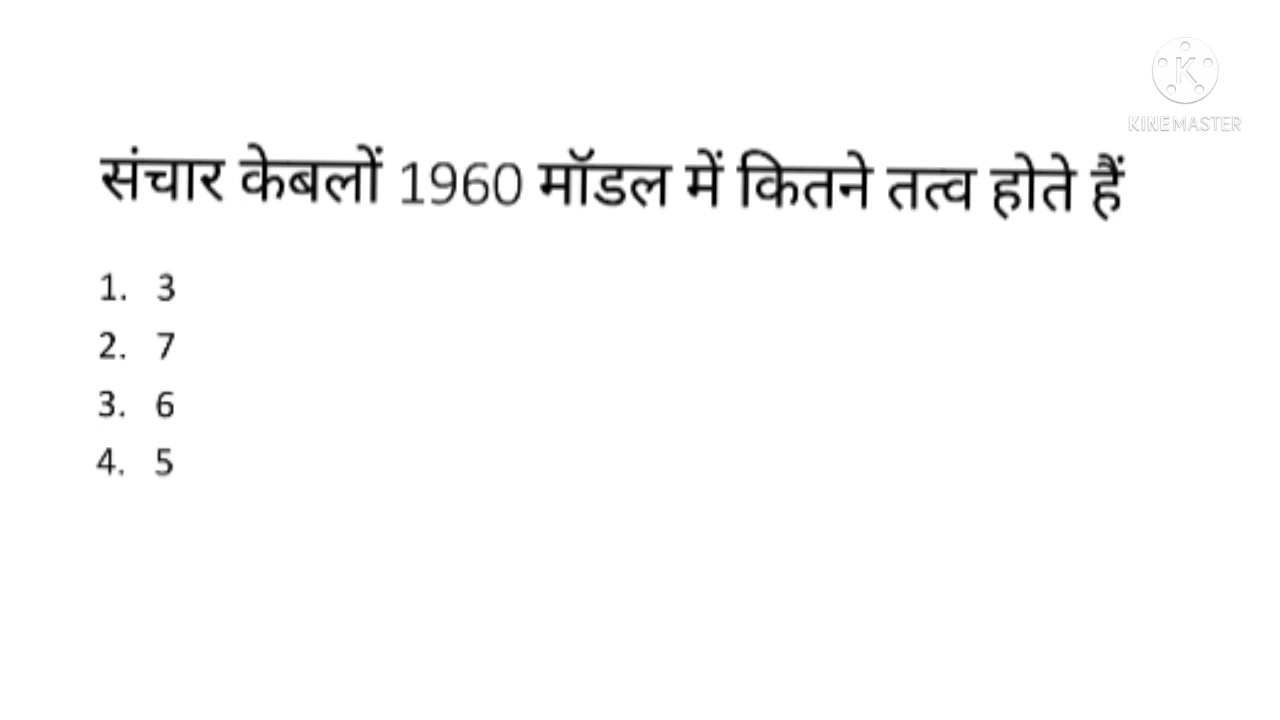 KINEMASTER
संचार केबलों 1960 मॉडल में कितने तत्व होते हैं
1. 3
2. 7
3. 6
4. 5